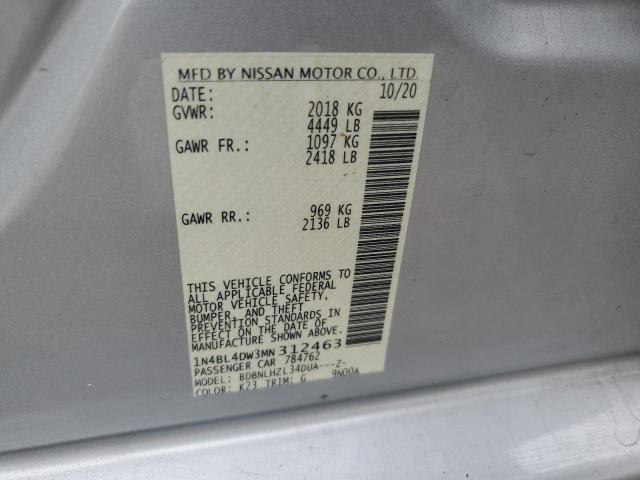 MFD BY NISSAN MOTOR CO., LTD.
DATE: 10/20
GVWR: 2018 KG
4449 LB
GAWR FR.: 1097 KG
2418 LB
GAWR RR.: 969 KG
2136 LB
THIS VEHICLE CONFORMS TO
ALL APPLICABLE FEDERAL
MOTOR VEHICLE SAFETY,
BUMPER, AND THEFT
PREVENTION STANDARDS IN
EFFECT ON THE DATE OF
MANUFACTURE SHOWN ABOVE.
1N4BL4DW3MN312463
PASSENGER CAR 784762
MODEL: BDBNLHZL34DUA---Z-
COLOR: K23 TRIM: G 9N00A